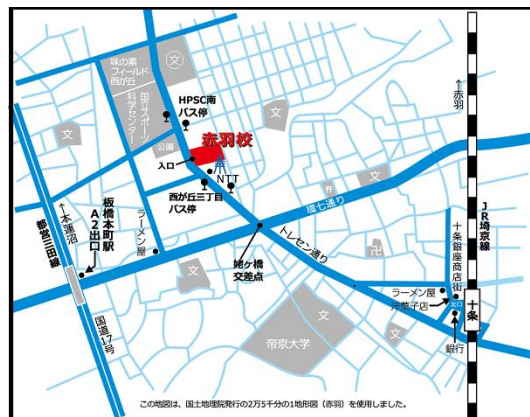 味の素
フィールド
西が丘
国立スポーツ
科学センター
文
HPSC南
バス停
公園
赤羽校
入口
NTT
西が丘三丁目
バス停
文
文
文
文
←赤羽
JR埼京線
環七通り
トレセン通り
姥ヶ橋
交差点
板橋本町駅
A2出口
←本蓮沼
都営三田線
ラーメン屋
国道17号
卍
十条銀座商店街
ラーメン屋
北口
十条
銀行
文
文
帝京大学
この地図は、国土地理院発行の2万5千分の1地形図（赤羽）を使用しました。